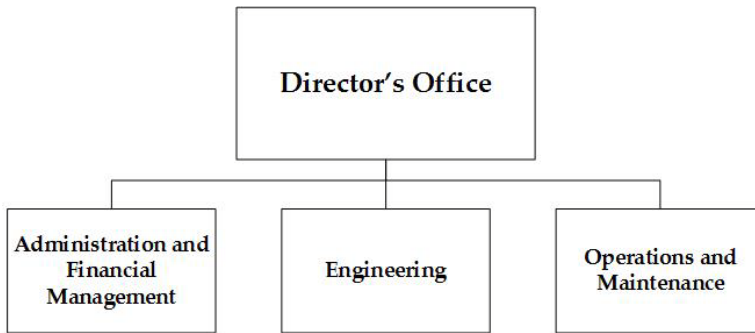 Director’s Office
Administration and
Financial
Management
Engineering
Operations and
Maintenance